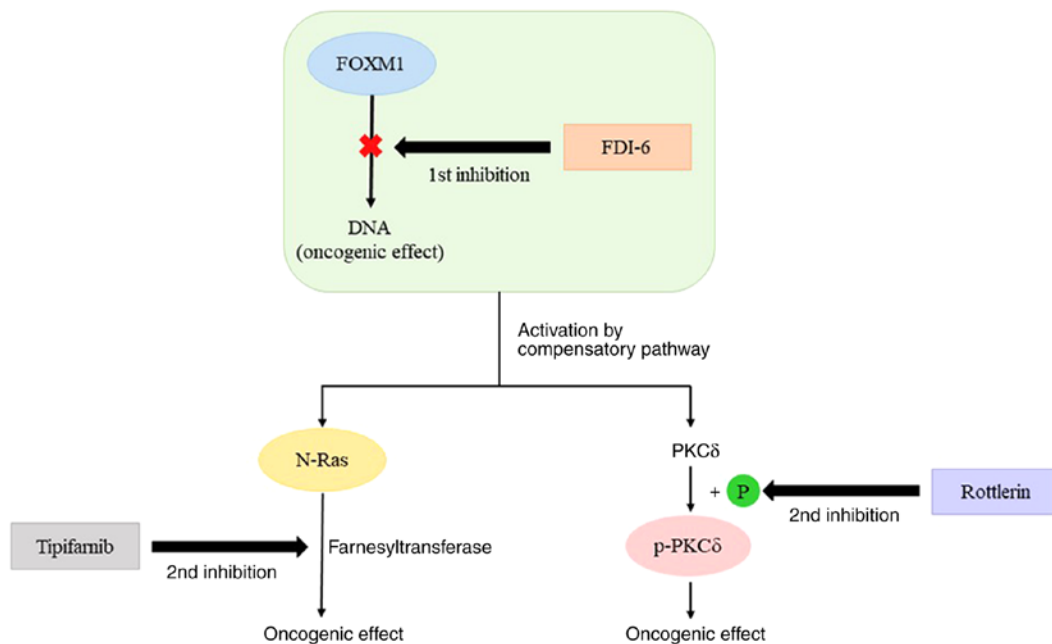 FOXM1
FDI-6
1st inhibition
DNA
(oncogenic effect)
Activation by
compensatory pathway
N-Ras
PKCδ
+ P
Rottlerin
2nd inhibition
Tipifarnib
Farnesyltransferase
p-PKCδ
2nd inhibition
Oncogenic effect
Oncogenic effect